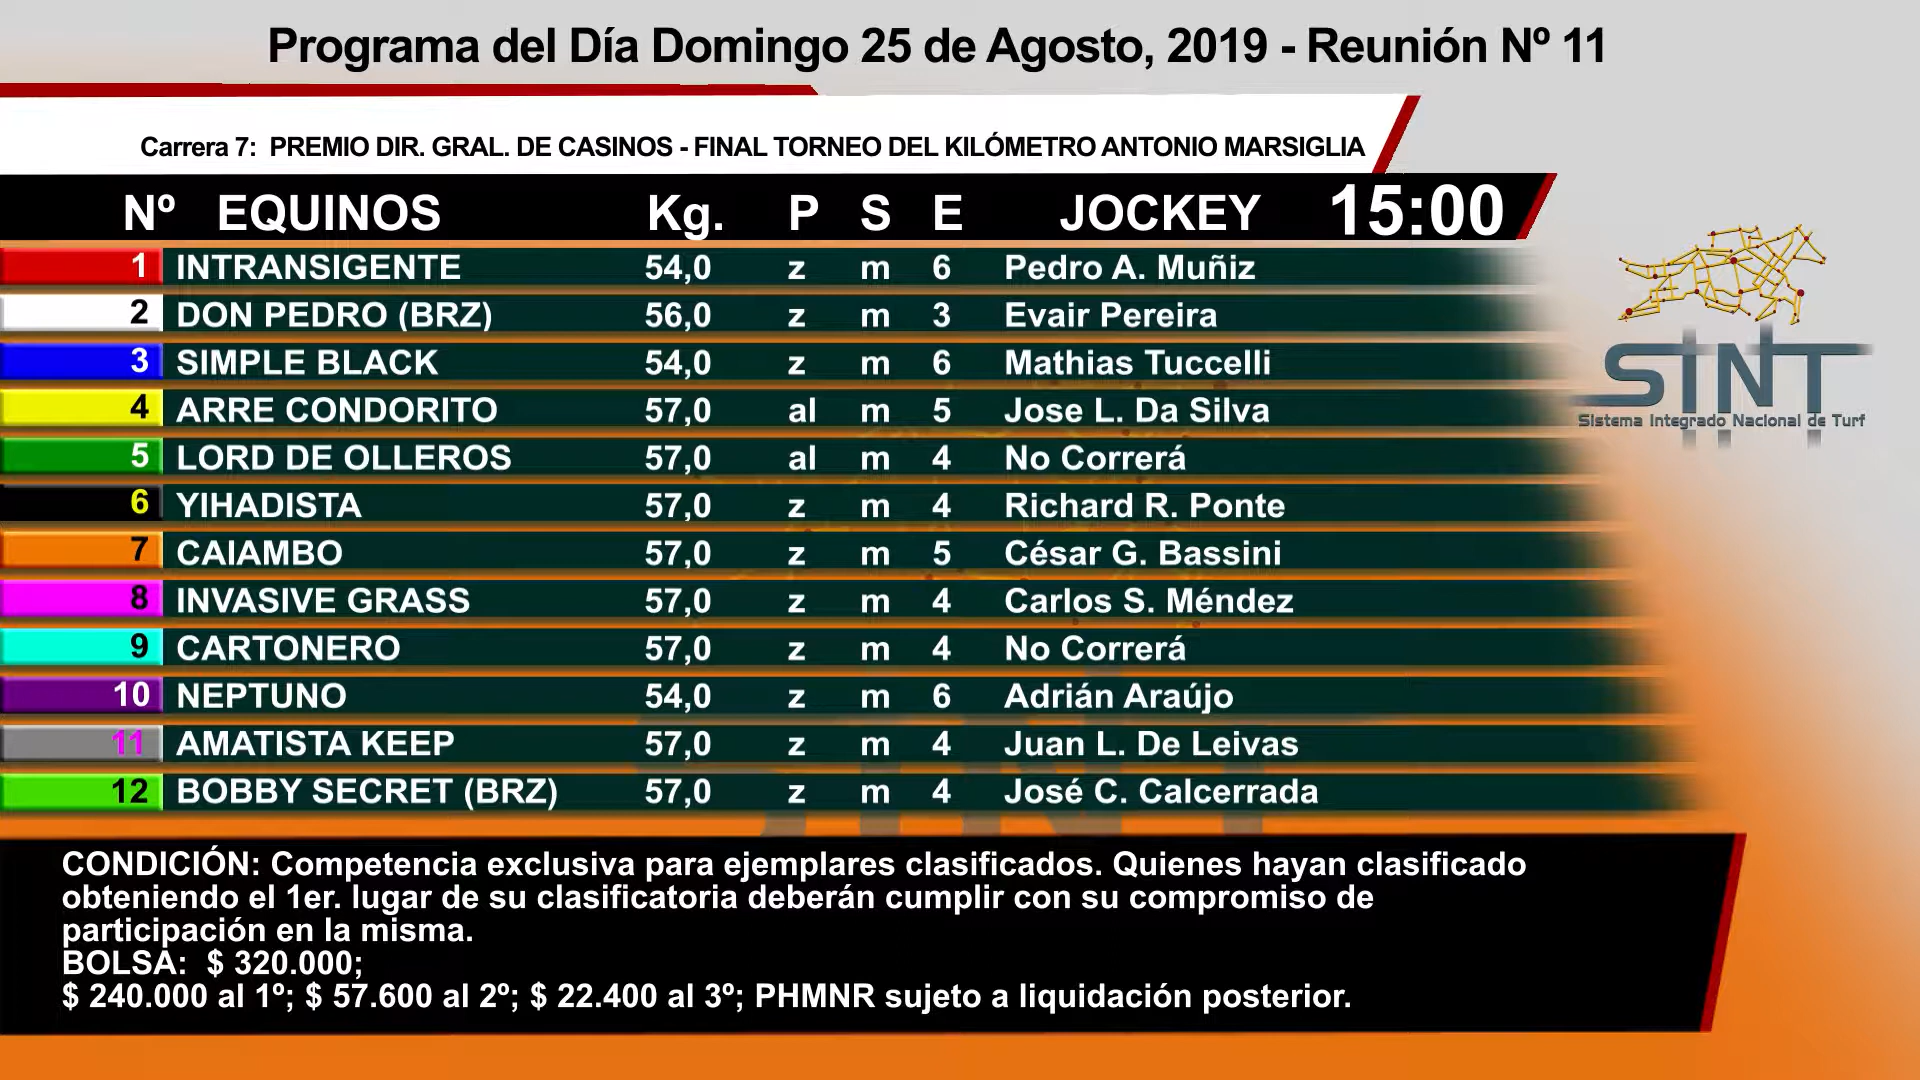 Programa del Día Domingo 25 de Agosto, 2019 - Reunión Nº 11
Carrera 7: PREMIO DIR. GRAL. DE CASINOS - FINAL TORNEO DEL KILÓMETRO ANTONIO MARSIGLIA
Nº EQUINOS Kg. P S E JOCKEY 15:00
1 INTRANSIGENTE 54,0 z m 6 Pedro A. Muñiz
2 DON PEDRO (BRZ) 56,0 z m 3 Evair Pereira
3 SIMPLE BLACK 54,0 z m 6 Mathias Tuccelli
4 ARRE CONDORITO 57,0 al m 5 Jose L. Da Silva
5 LORD DE OLLEROS 57,0 al m 4 No Correrá
6 YIHADISTA 57,0 z m 4 Richard R. Ponte
7 CAIAMBO 57,0 z m 5 César G. Bassini
8 INVASIVE GRASS 57,0 z m 4 Carlos S. Méndez
9 CARTONERO 57,0 z m 4 No Correrá
10 NEPTUNO 54,0 z m 6 Adrián Araújo
11 AMATISTA KEEP 57,0 z m 4 Juan L. De Leivas
12 BOBBY SECRET (BRZ) 57,0 z m 4 José C. Calcerrada
SINT
Sistema Integrado Nacional de Turf
CONDICIÓN: Competencia exclusiva para ejemplares clasificados. Quienes hayan clasificado
obteniendo el 1er. lugar de su clasificatoria deberán cumplir con su compromiso de
participación en la misma.
BOLSA: $ 320.000;
$ 240.000 al 1º; $ 57.600 al 2º; $ 22.400 al 3º; PHMNR sujeto a liquidación posterior.